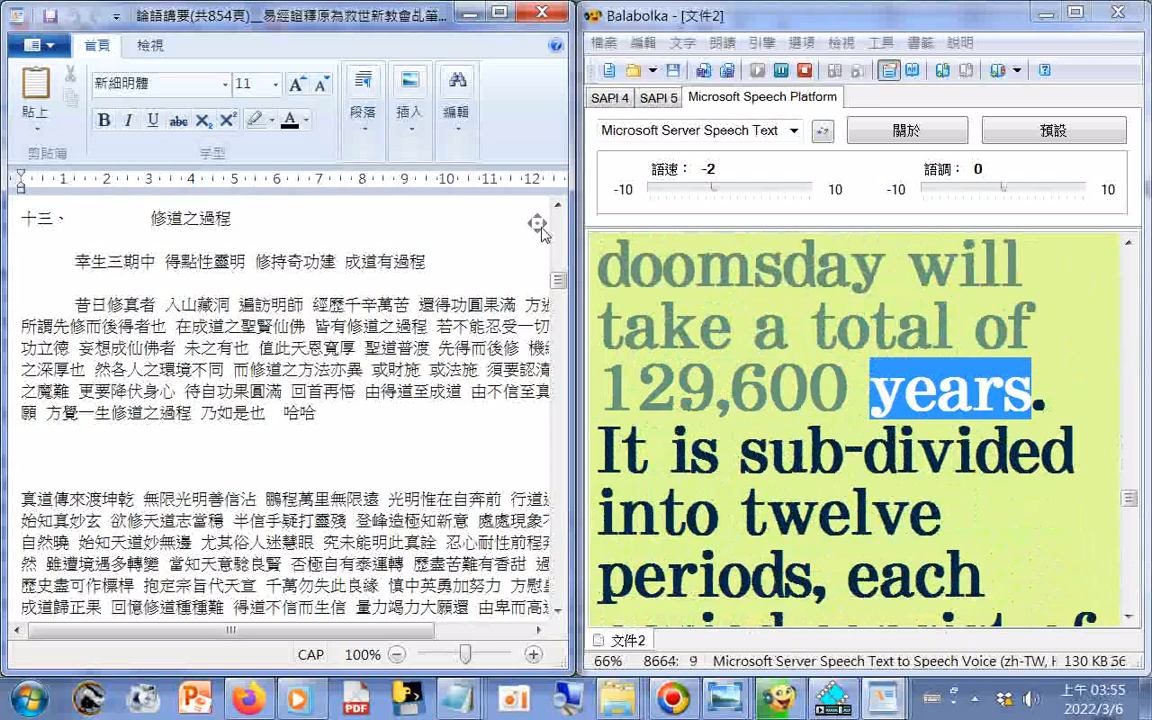 論語講要(共854頁)__易經證釋原為救世新教會乩筆...
首頁 檢視
貼上
剪貼簿
新細明體 11
字型
段落
插入
編輯
1 2 3 4 5 6 7 8 9 10 11 12
十三、 修道之過程
幸生三期中 得點性靈明 修持奇功建 成道有過程
昔日修真者 入山藏洞 遍訪明師 經歷千辛萬苦 還得功圓果滿 方
所謂先修而後得者也 在成道之聖賢仙佛 皆有修道之過程 若不能忍受一切
功立德 妄想成仙佛者 未之有也 值此天恩寬厚 聖道普渡 先得而後修 機
之深厚也 然各人之環境不同 而修道之方法亦異 或財施 或法施 須要認清
之魔難 更要降伏身心 待自功果圓滿 回首再悟 由得道至成道 由不信至真
願 方覺一生修道之過程 乃如是也 哈哈
真道傳來渡坤乾 無限光明善信沾 鵬程萬里無限遠 光明惟在自奔前 行道
始知真妙玄 欲修天道志當穩 半信乎疑打靈殘 登峰造極知新意 處處現象
自然曉 始知天道妙無邊 尤其俗人迷慧眼 究未能明此真詮 忍心耐性前程
然 雖遭境遇多轉變 當知天意騐良賢 否極自有泰運轉 歷盡苦難有香甜
歷史盡可作標桿 抱定宗旨代天宣 千萬勿失此良緣 慎中英勇加努力 方慰
成道歸正果 回憶修道種種難 得道不信而生信 量力竭力大願還 由卑而高
CAP 100%
Balabolka - [文件2]
檔案 編輯 文字 朗讀 引擎 選項 檢視 工具 書籤 說明
SAPI 4 SAPI 5 Microsoft Speech Platform
Microsoft Server Speech Text 關於 預設
語速： -2 語調： 0
-10 10 -10 10
doomsday will
take a total of
129,600 years.
It is sub-divided
into twelve
periods, each
period consist of
文件2
66% 8664: 9 Microsoft Server Speech Text to Speech Voice (zh-TW, H 130 KB
上午 03:55
2022/3/6